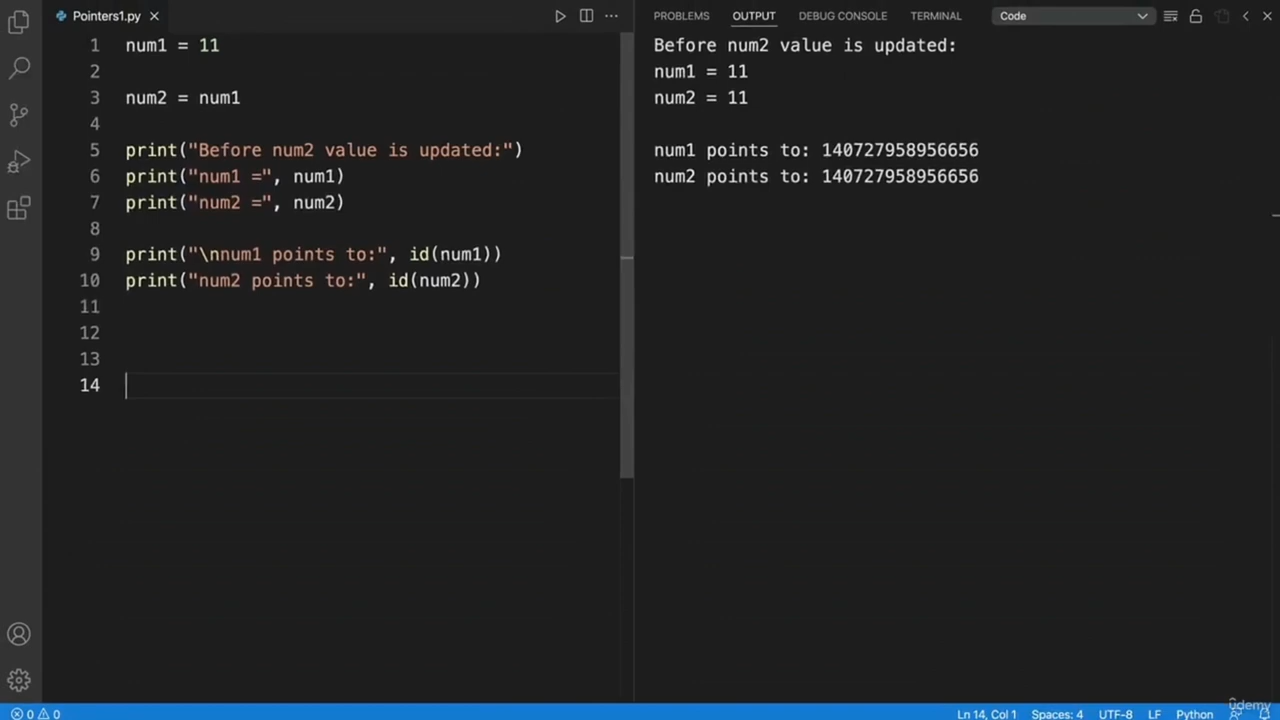 Pointers1.py
1 num1 = 11
2
3 num2 = num1
4
5 print("Before num2 value is updated:")
6 print("num1 =", num1)
7 print("num2 =", num2)
8
9 print("\nnum1 points to:", id(num1))
10 print("num2 points to:", id(num2))
11
12
13
14
PROBLEMS OUTPUT DEBUG CONSOLE TERMINAL Code
Before num2 value is updated:
num1 = 11
num2 = 11
num1 points to: 140727958956656
num2 points to: 140727958956656
0 0 Ln 14, Col 1 Spaces: 4 UTF-8 LF Python
udemy